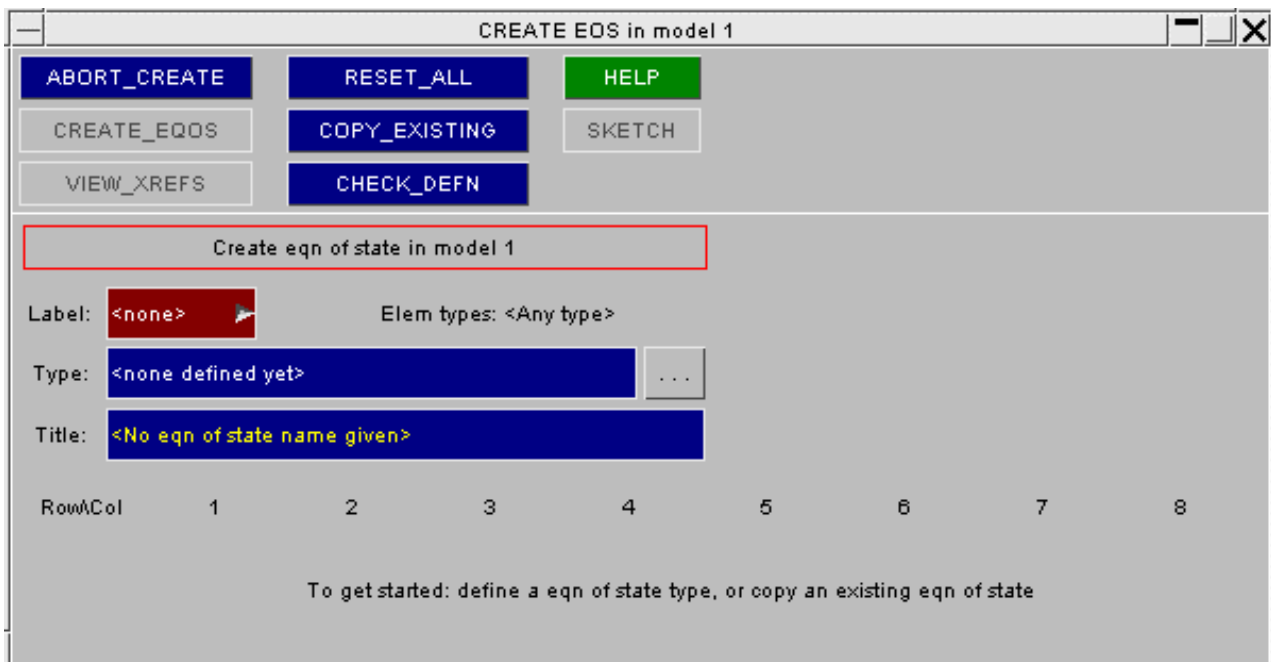 CREATE EOS in model 1
ABORT_CREATE RESET_ALL HELP
CREATE_EQOS COPY_EXISTING SKETCH
VIEW_XREFS CHECK_DEFN
Create eqn of state in model 1
Label: <none> Elem types: <Any type>
Type: <none defined yet> ...
Title: <No eqn of state name given>
Row\Col 1 2 3 4 5 6 7 8
To get started: define a eqn of state type, or copy an existing eqn of state